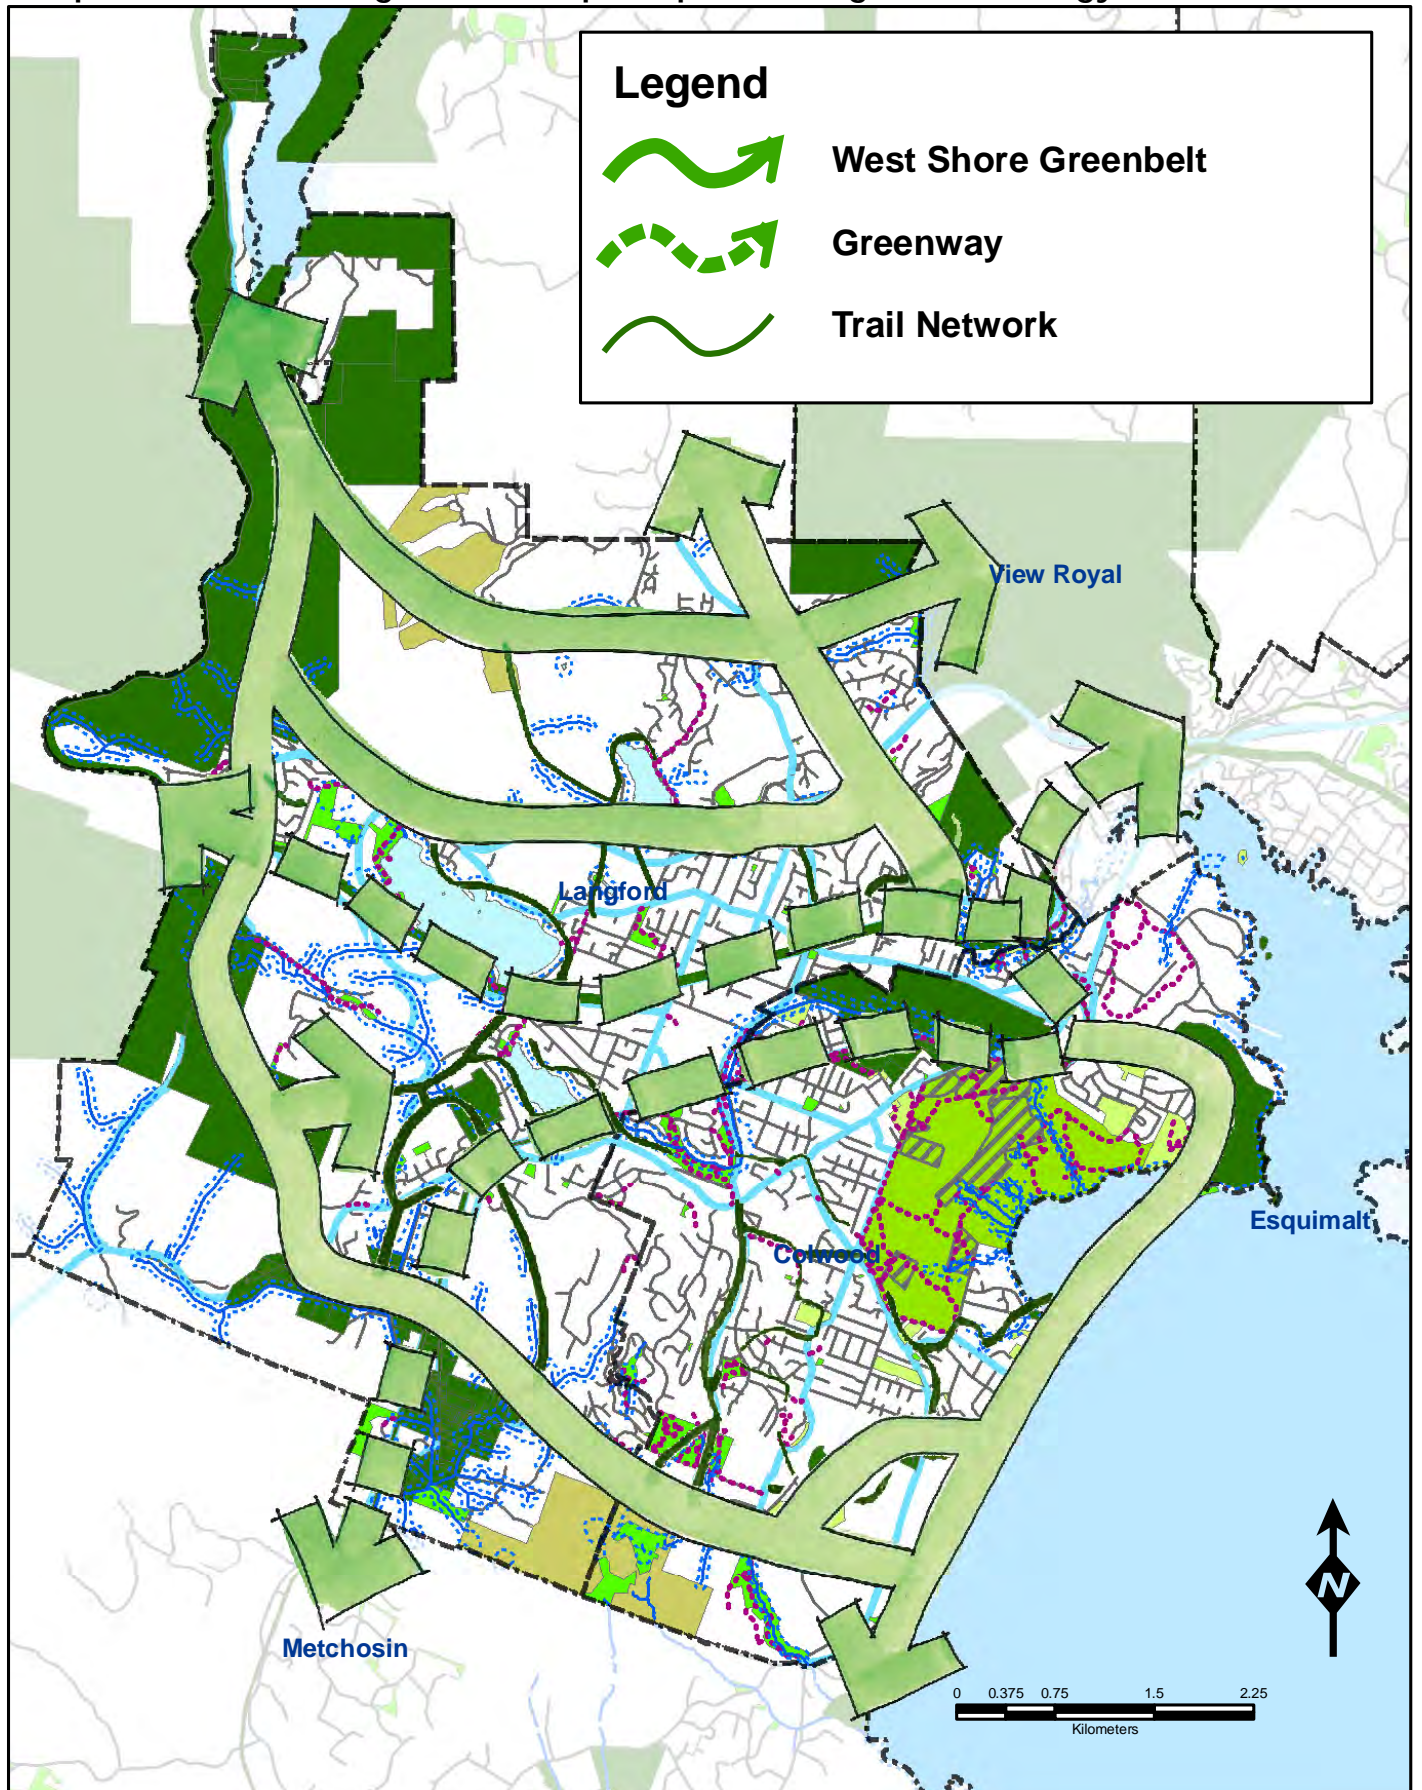 Legend
West Shore Greenbelt
Greenway
Trail Network
View Royal
Langford
Esquimalt
Colwood
Metchosin
N
0 0.375 0.75 1.5 2.25
Kilometers